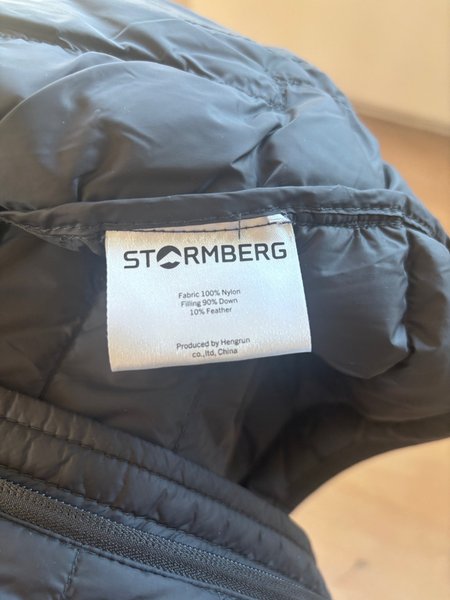 STORMBERG
Fabric 100% Nylon
Filling 90% Down
10% Feather
Produced by Hengrun
co.,ltd, China